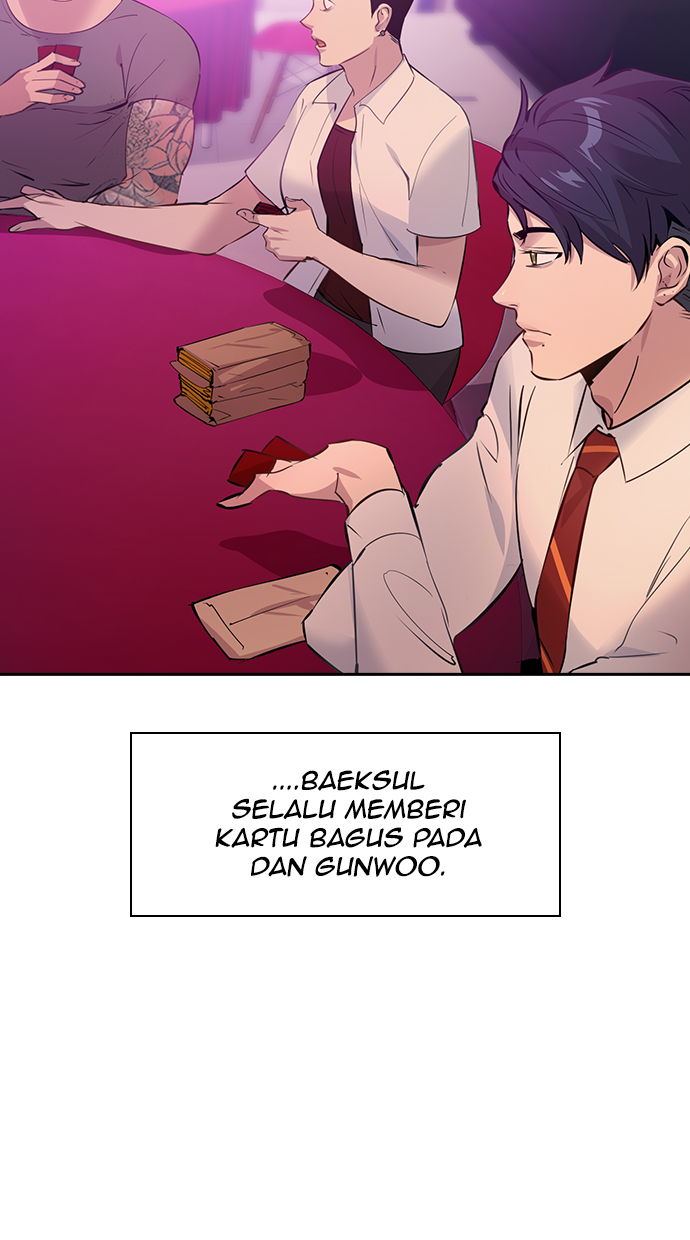 ....BAEKSUL
SELALU MEMBERI
KARTU BAGUS PADA
DAN GUNWOO.